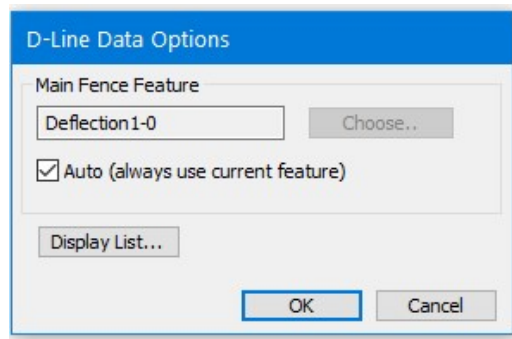 D-Line Data Options
Main Fence Feature
Deflection1-0
Choose..
Auto (always use current feature)
Display List...
OK
Cancel